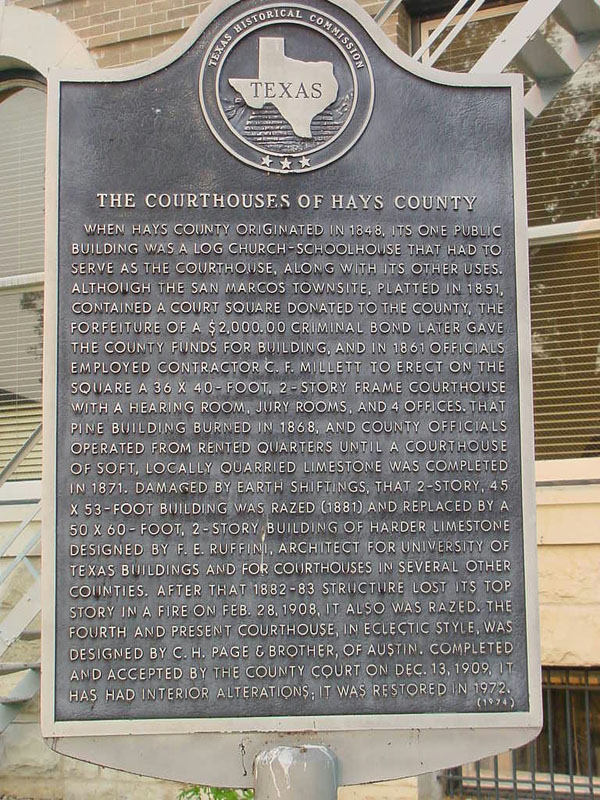 TEXAS HISTORICAL COMMISSION
TEXAS
THE COURTHOUSES OF HAYS COUNTY
WHEN HAYS COUNTY ORIGINATED IN 1848, ITS ONE PUBLIC
BUILDING WAS A LOG CHURCH-SCHOOLHOUSE THAT HAD TO
SERVE AS THE COURTHOUSE, ALONG WITH ITS OTHER USES.
ALTHOUGH THE SAN MARCOS TOWNSITE, PLATTED IN 1851,
CONTAINED A COURT SQUARE DONATED TO THE COUNTY, THE
FORFEITURE OF A $2,000.00 CRIMINAL BOND LATER GAVE
THE COUNTY FUNDS FOR BUILDING, AND IN 1861 OFFICIALS
EMPLOYED CONTRACTOR C. F. MILLETT TO ERECT ON THE
SQUARE A 36 X 40-FOOT, 2-STORY FRAME COURTHOUSE
WITH A HEARING ROOM, JURY ROOMS, AND 4 OFFICES. THAT
PINE BUILDING BURNED IN 1868, AND COUNTY OFFICIALS
OPERATED FROM RENTED QUARTERS UNTIL A COURTHOUSE
OF SOFT, LOCALLY QUARRIED LIMESTONE WAS COMPLETED
IN 1871. DAMAGED BY EARTH SHIFTINGS, THAT 2-STORY, 45
X 53-FOOT BUILDING WAS RAZED (1881) AND REPLACED BY A
50 X 60-FOOT, 2-STORY BUILDING OF HARDER LIMESTONE
DESIGNED BY F. E. RUFFINI, ARCHITECT FOR UNIVERSITY OF
TEXAS BUILDINGS AND FOR COURTHOUSES IN SEVERAL OTHER
COUNTIES. AFTER THAT 1882-83 STRUCTURE LOST ITS TOP
STORY IN A FIRE ON FEB. 28, 1908, IT ALSO WAS RAZED. THE
FOURTH AND PRESENT COURTHOUSE, IN ECLECTIC STYLE, WAS
DESIGNED BY C. H. PAGE & BROTHER, OF AUSTIN. COMPLETED
AND ACCEPTED BY THE COUNTY COURT ON DEC. 13, 1909, IT
HAS HAD INTERIOR ALTERATIONS; IT WAS RESTORED IN 1972.
(1974)